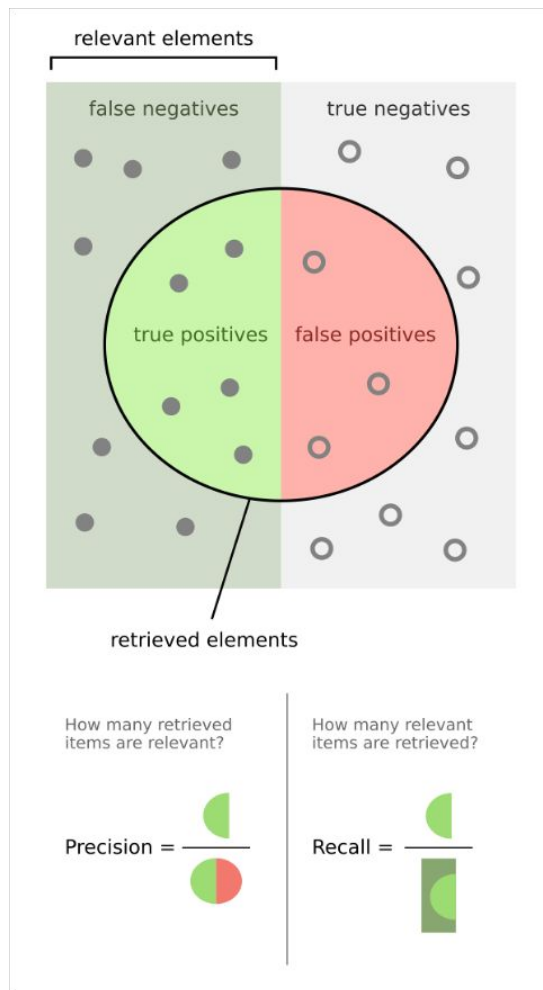 relevant elements
false negatives
true negatives
true positives
false positives
retrieved elements
How many retrieved
items are relevant?
Precision =
How many relevant
items are retrieved?
Recall =